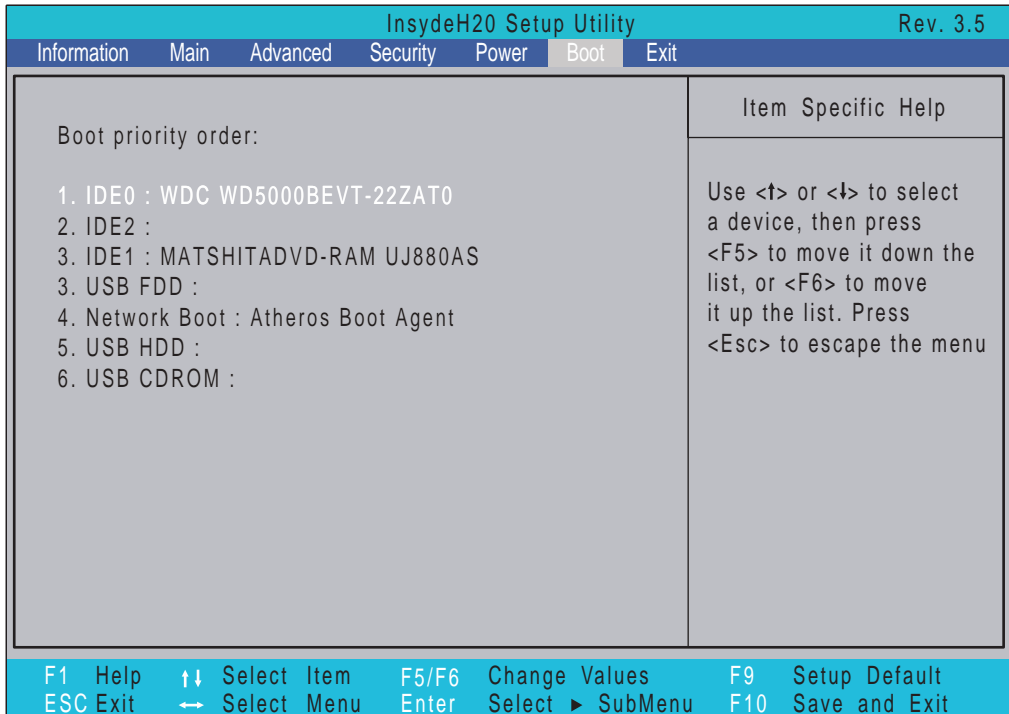 InsydeH20 Setup Utility Rev. 3.5
Information Main Advanced Security Power Boot Exit
Boot priority order:
1. IDE0 : WDC WD5000BEVT-22ZAT0
2. IDE2 :
3. IDE1 : MATSHITADVD-RAM UJ880AS
3. USB FDD :
4. Network Boot : Atheros Boot Agent
5. USB HDD :
6. USB CDROM :
Item Specific Help
Use <↑> or <↓> to select
a device, then press
<F5> to move it down the
list, or <F6> to move
it up the list. Press
<Esc> to escape the menu
F1 Help ↑↓ Select Item F5/F6 Change Values F9 Setup Default
ESC Exit ↔ Select Menu Enter Select ► SubMenu F10 Save and Exit